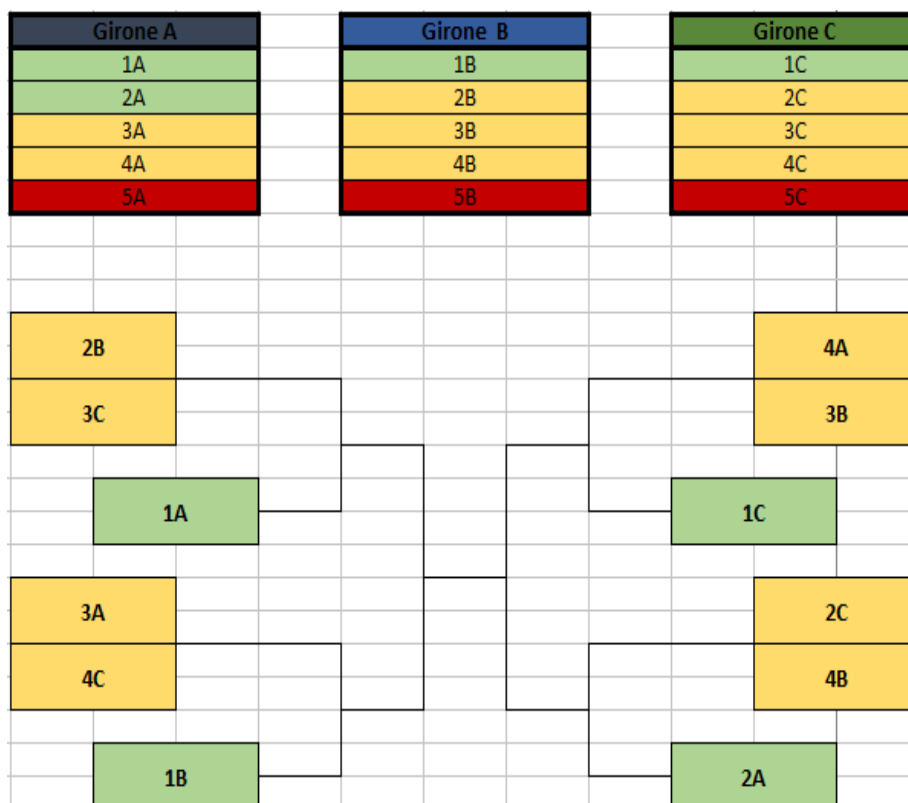 Girone A Girone B Girone C
1A 1B 1C
2A 2B 2C
3A 3B 3C
4A 4B 4C
5A 5B 5C
2B 4A
3C 3B
1A 1C
3A 2C
4C 4B
1B 2A